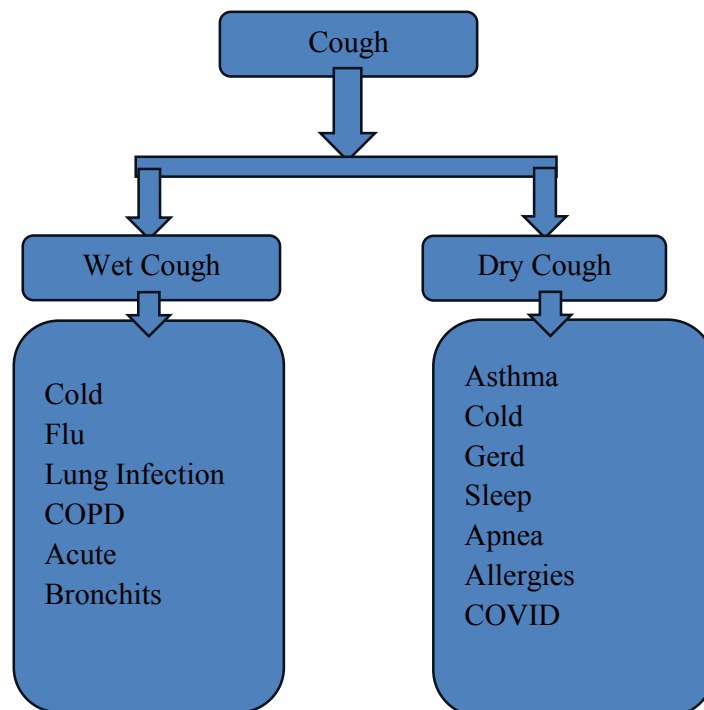 Cough
Wet Cough
Dry Cough
Cold
Flu
Lung Infection
COPD
Acute
Bronchits
Asthma
Cold
Gerd
Sleep
Apnea
Allergies
COVID